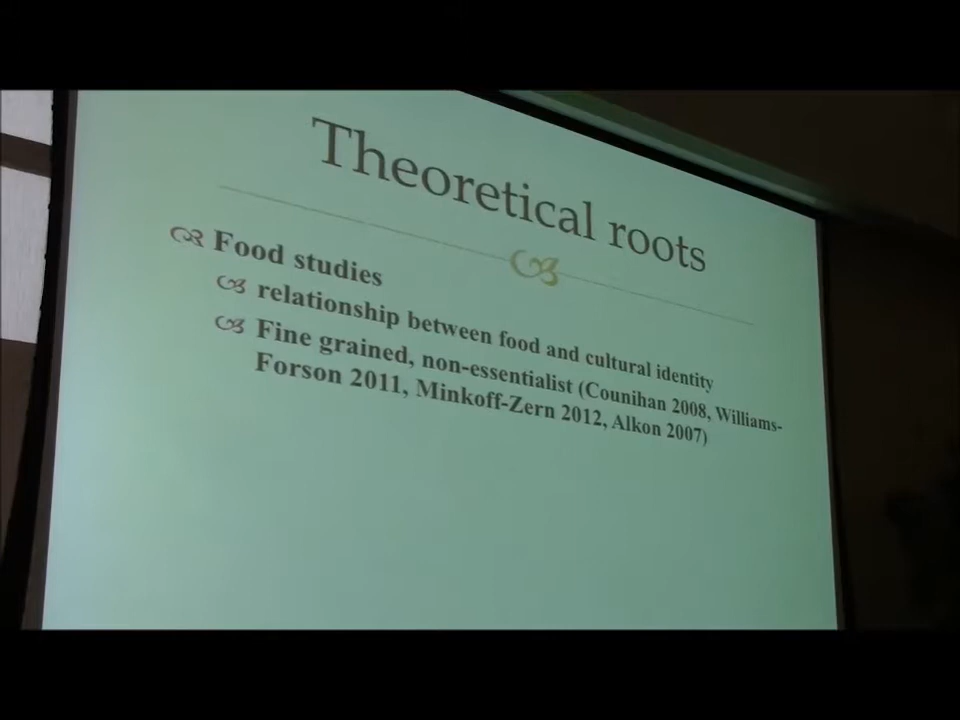 Theoretical roots
Food studies
relationship between food and cultural identity
Fine grained, non-essentialist (Counihan 2008, Williams-
Forson 2011, Minkoff-Zern 2012, Alkon 2007)